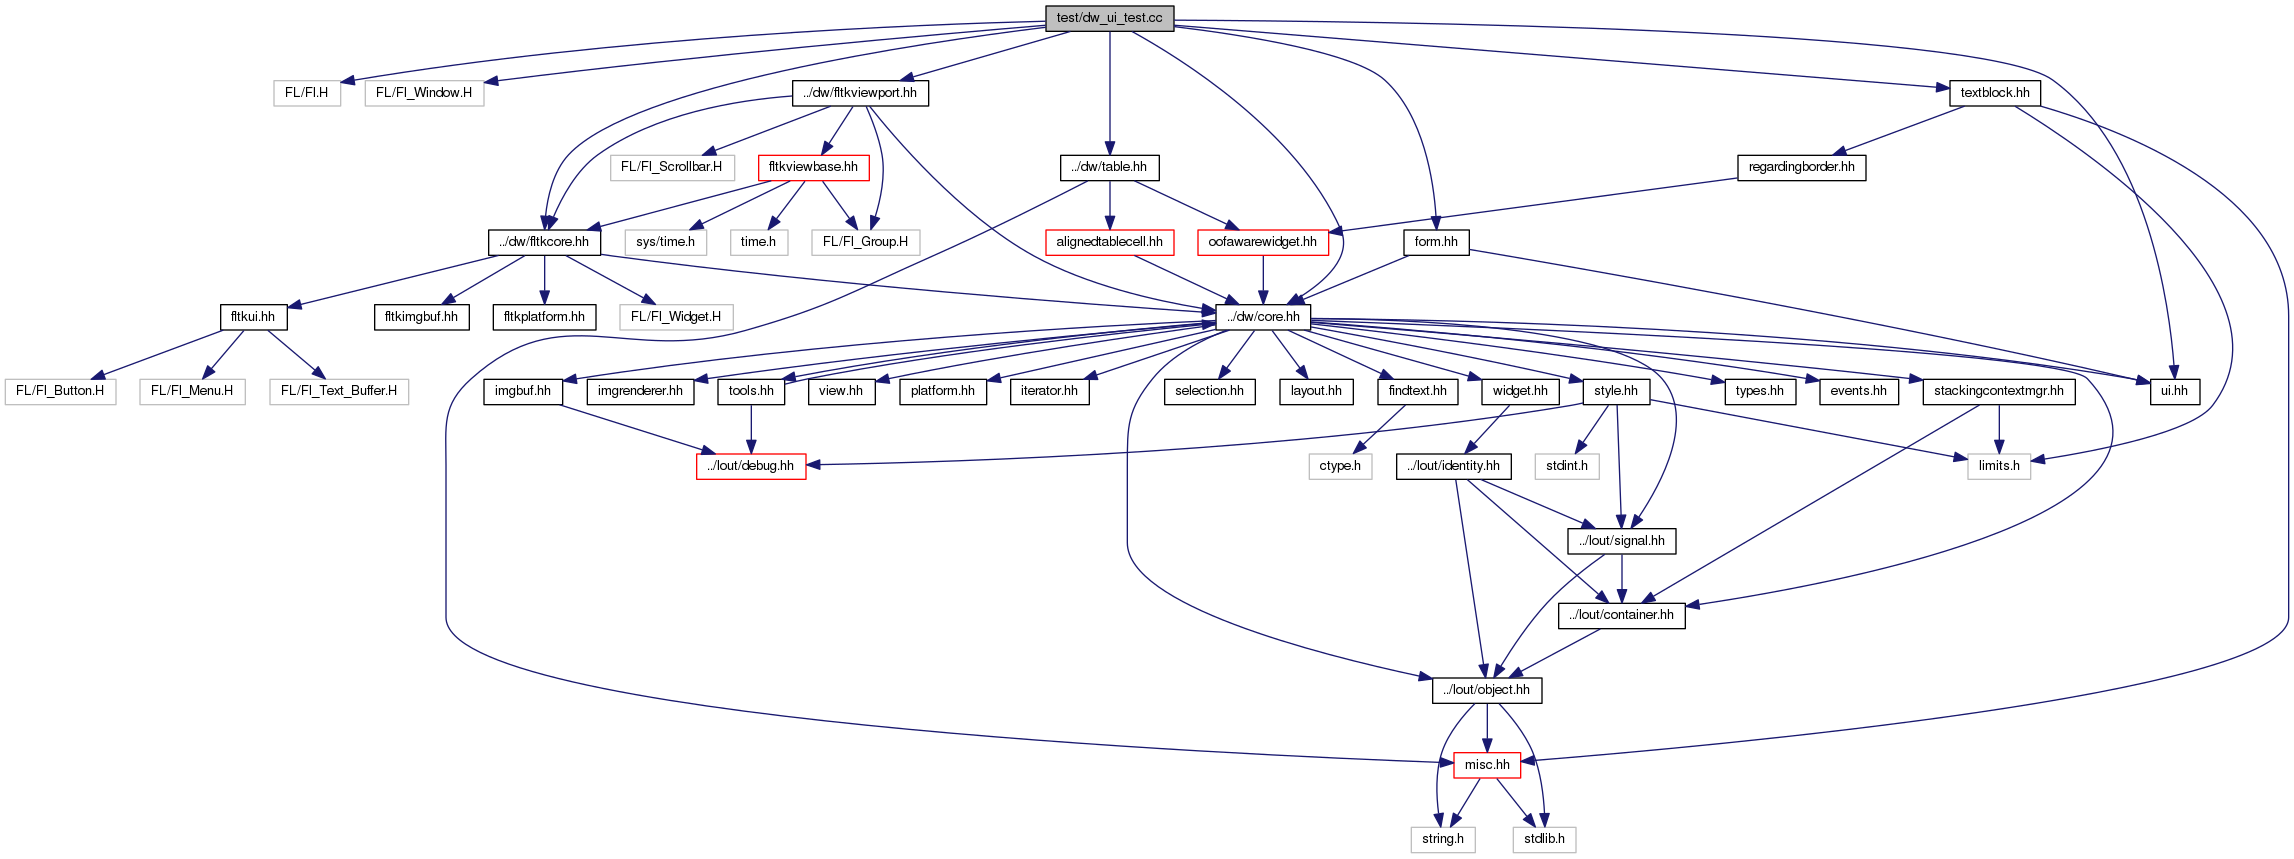 test/dw_ui_test.cc
FL/Fl.H
FL/Fl_Window.H
../dw/fltkviewport.hh
textblock.hh
FL/Fl_Scrollbar.H
fltkviewbase.hh
../dw/table.hh
regardingborder.hh
../dw/fltkcore.hh
sys/time.h
time.h
FL/Fl_Group.H
alignedtablecell.hh
oofawarewidget.hh
form.hh
fltkui.hh
fltkimgbuf.hh
fltkplatform.hh
FL/Fl_Widget.H
../dw/core.hh
FL/Fl_Button.H
FL/Fl_Menu.H
FL/Fl_Text_Buffer.H
imgbuf.hh
imgrenderer.hh
tools.hh
view.hh
platform.hh
iterator.hh
selection.hh
layout.hh
findtext.hh
widget.hh
style.hh
types.hh
events.hh
stackingcontextmgr.hh
ui.hh
../lout/debug.hh
ctype.h
../lout/identity.hh
stdint.h
limits.h
../lout/signal.hh
../lout/container.hh
../lout/object.hh
misc.hh
string.h
stdlib.h